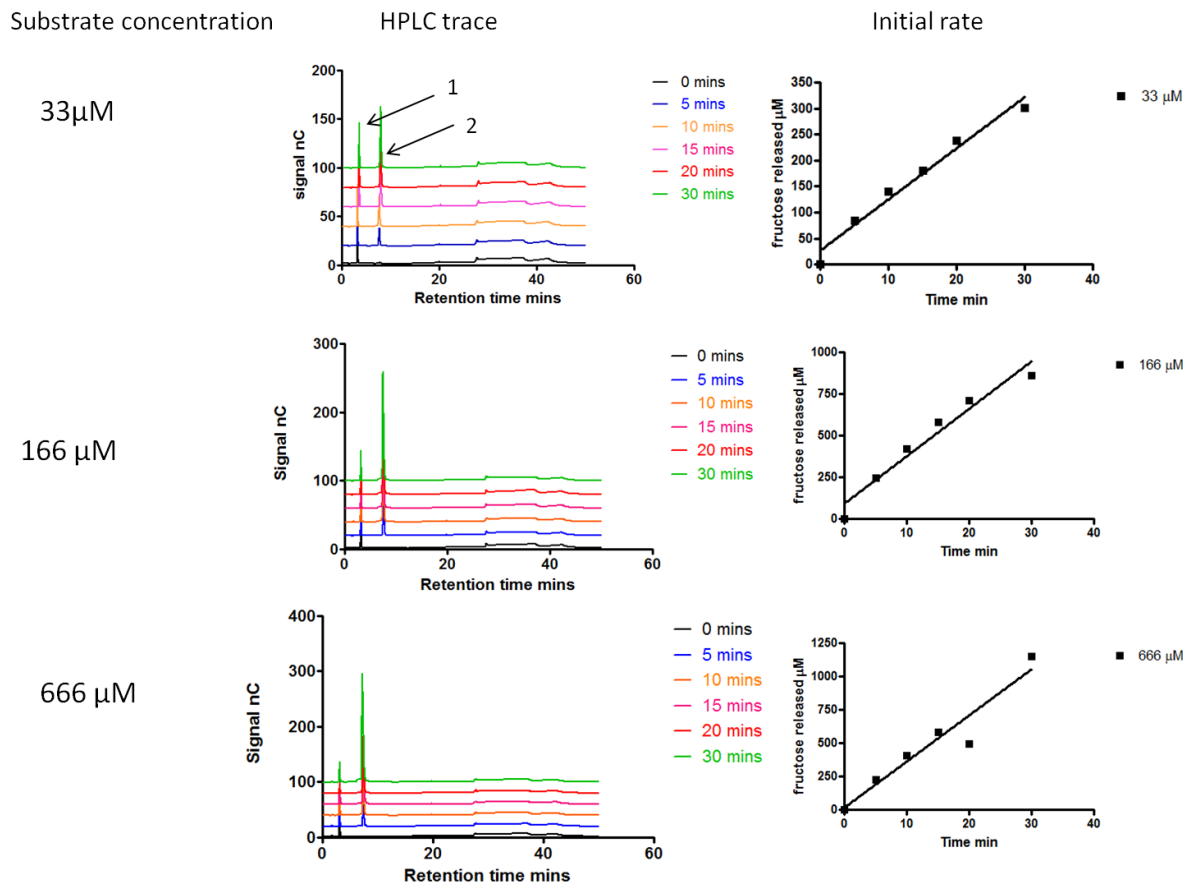 Substrate concentration
HPLC trace
Initial rate
33µM
200
150
100
50
0
signal nC
0
20
40
60
Retention time mins
1
2
0 mins
5 mins
10 mins
15 mins
20 mins
30 mins
350
300
250
200
150
100
50
0
fructose released µM
0
10
20
30
40
Time min
33 µM
166 µM
300
200
100
0
Signal nC
0
20
40
60
Retention time mins
0 mins
5 mins
10 mins
15 mins
20 mins
30 mins
1000
750
500
250
0
fructose released µM
0
10
20
30
40
Time min
166 µM
666 µM
400
300
200
100
0
Signal nC
0
20
40
60
Retention time mins
0 mins
5 mins
10 mins
15 mins
20 mins
30 mins
1250
1000
750
500
250
0
fructose released µM
0
10
20
30
40
Time min
666 µM